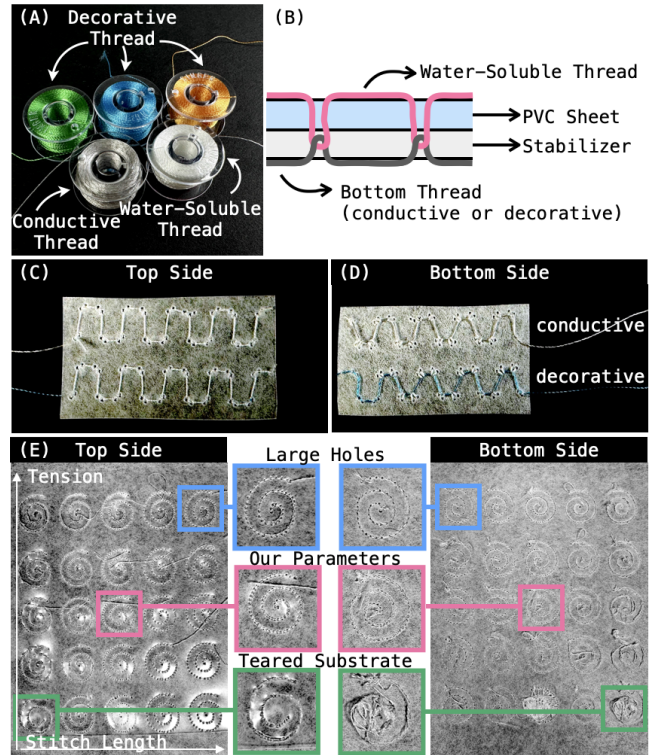 (A)
Decorative
Thread
Conductive
Thread
Water-Soluble
Thread
(B)
Water-Soluble Thread
PVC Sheet
Stabilizer
Bottom Thread
(conductive or decorative)
(C)
Top Side
(D)
Bottom Side
conductive
decorative
(E)
Top Side
Large Holes
Bottom Side
Tension
Our Parameters
Teared Substrate
Stitch Length